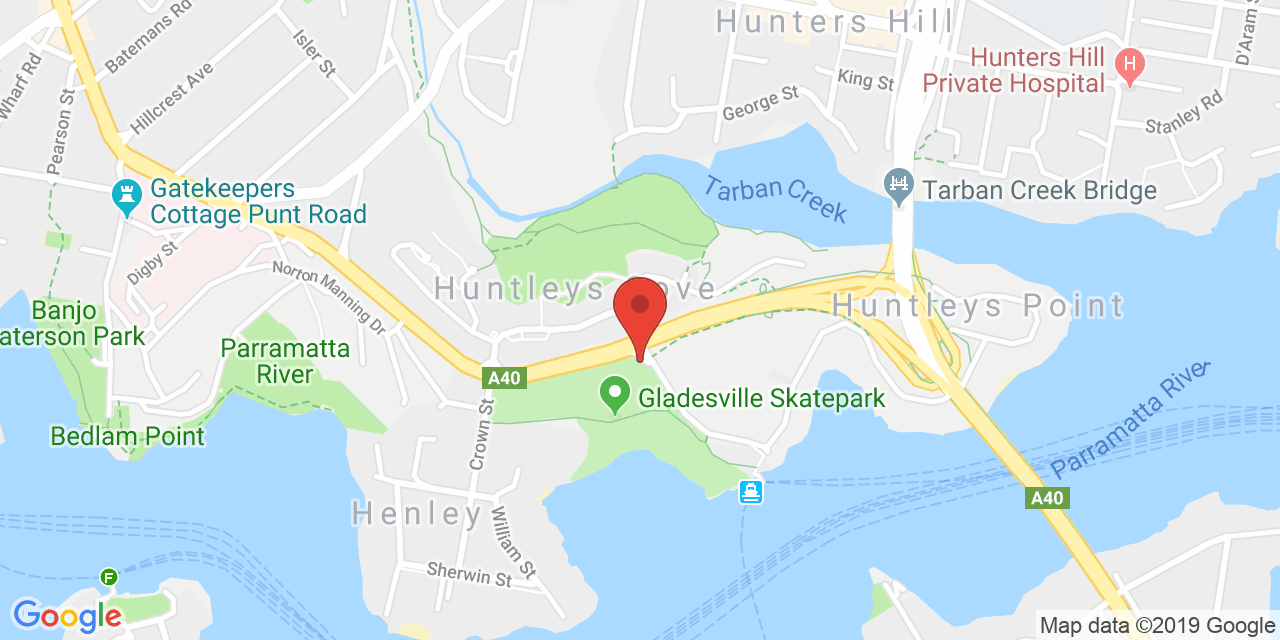 Hunters Hill
Batemans Rd
Isler St
Wharf Rd
Pearson St
Hillcrest Ave
King St
George St
Hunters Hill
Private Hospital
H
D'Aram S
Stanley Rd
Gatekeepers
Cottage Punt Road
Tarban Creek
Tarban Creek Bridge
Digby St
Norton Manning Dr
Huntleys ove
Huntleys Point
Banjo
aterson Park
Parramatta
River
A40
Gladesville Skatepark
Parramatta Rive
Bedlam Point
Crown St
A40
Henley
William St
Sherwin St
F
Google
Map data ©2019 Google